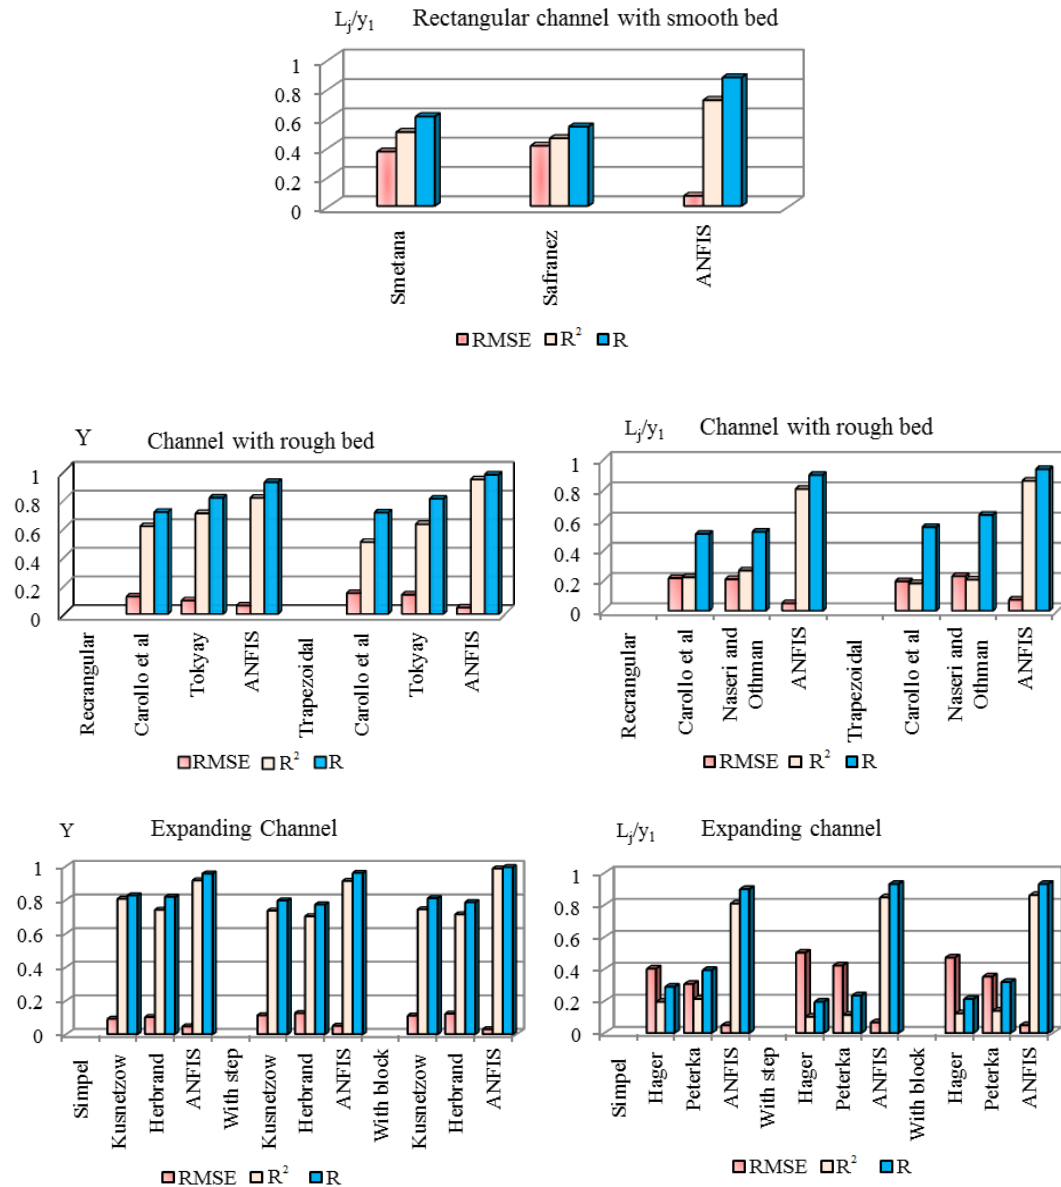 Lj/y1 Rectangular channel with smooth bed
1
0.8
0.6
0.4
0.2
0
Smetana
Safranez
ANFIS
RMSE R² R
Y Channel with rough bed
1
0.8
0.6
0.4
0.2
0
Recrangular
Carollo et al
Tokyay
ANFIS
Trapezoidal
Carollo et al
Tokyay
ANFIS
RMSE R² R
Lj/y1 Channel with rough bed
1
0.8
0.6
0.4
0.2
0
Recrangular
Carollo et al
Naseri and
Othman
ANFIS
Trapezoidal
Carollo et al
Naseri and
Othman
ANFIS
RMSE R² R
Y Expanding Channel
1
0.8
0.6
0.4
0.2
0
Simpel
Kusnetzow
Herbrand
ANFIS
With step
Kusnetzow
Herbrand
ANFIS
With block
Kusnetzow
Herbrand
ANFIS
RMSE R² R
Lj/y1 Expanding channel
1
0.8
0.6
0.4
0.2
0
Simpel
Hager
Peterka
ANFIS
With step
Hager
Peterka
ANFIS
With block
Hager
Peterka
ANFIS
RMSE R² R